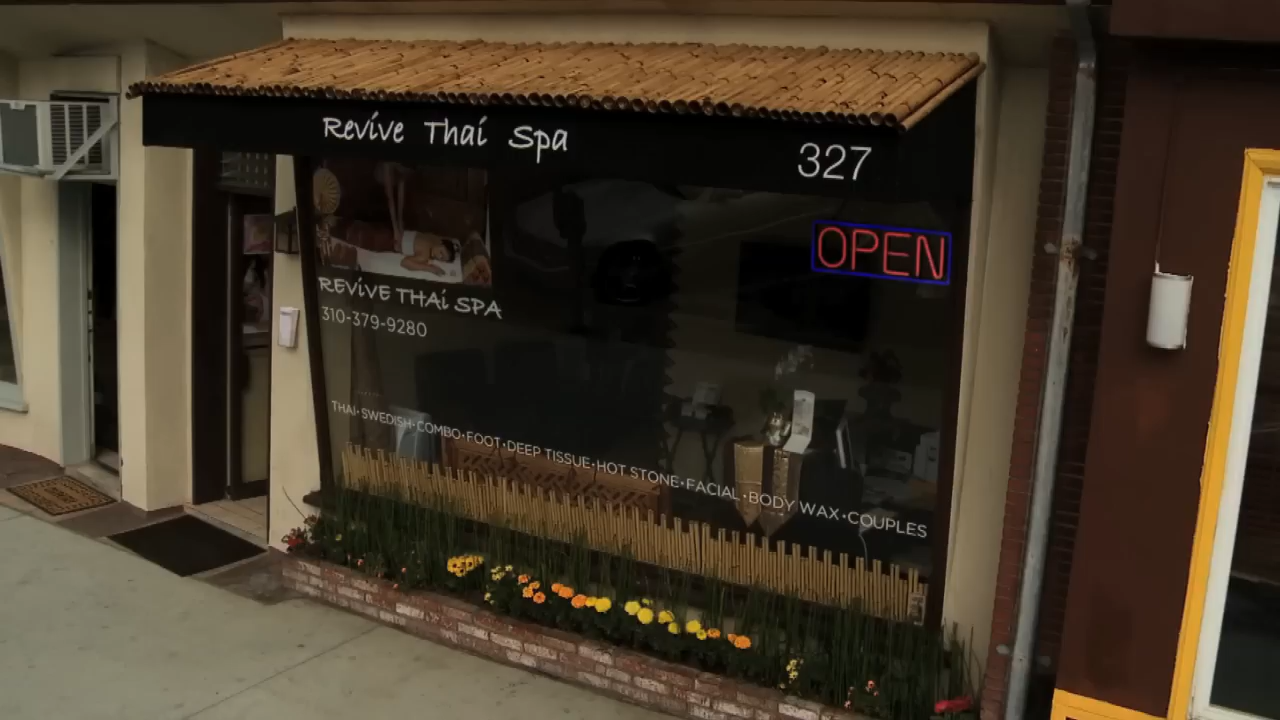 Revive Thai Spa
327
OPEN
REViVE THAi SPA
310-379-9280
THAI•SWEDISH•COMBO•FOOT•DEEP TISSUE•HOT STONE•FACIAL•BODY WAX•COUPLES